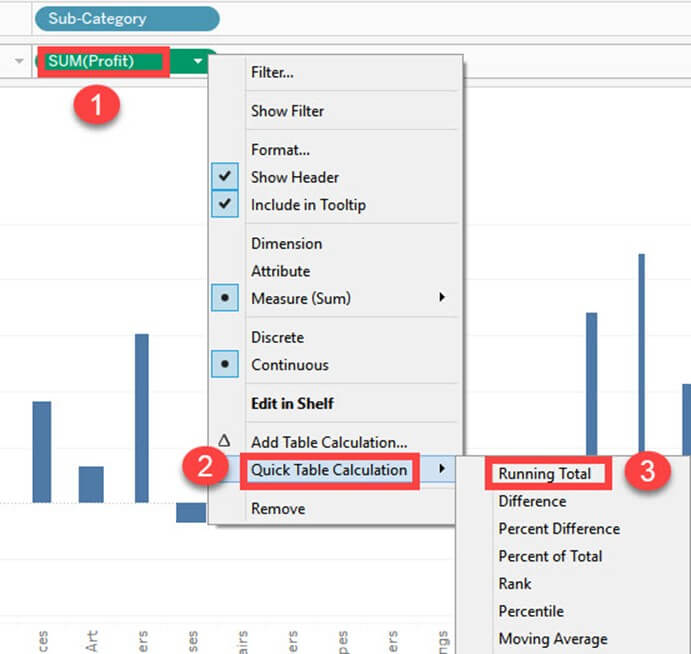 Sub-Category
SUM(Profit)
1
Filter...
Show Filter
Format...
Show Header
Include in Tooltip
Dimension
Attribute
Measure (Sum)
Discrete
Continuous
Edit in Shelf
Add Table Calculation...
2
Quick Table Calculation
Running Total
3
Difference
Remove
Percent Difference
Percent of Total
Rank
Percentile
Moving Average
ces
Art
ers
ses
airs
ers
pes
ers
ngs